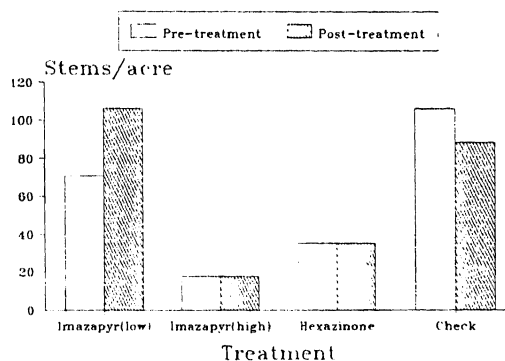 Pre-treatment Post-treatment
Stems/acre
120
100
80
60
40
20
0
Imazapyr(low) Imazapyr(high) Hexazinone Check
Treatment